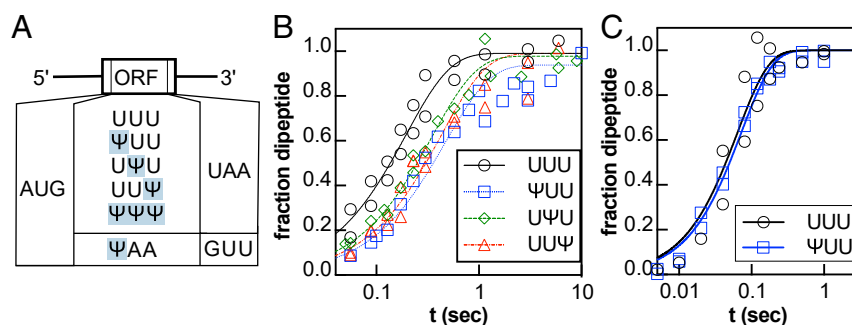 A
5'
ORF
3'
AUG
UUU
ΨUU
UΨU
UUΨ
ΨΨΨ
UAA
ΨAA
GUU
B
fraction dipeptide
1.0
0.8
0.6
0.4
0.2
0.0
UUU
ΨUU
UΨU
UUΨ
0.1
1
10
t (sec)
C
fraction dipeptide
1.0
0.8
0.6
0.4
0.2
0.0
UUU
ΨUU
0.01
0.1
1
t (sec)